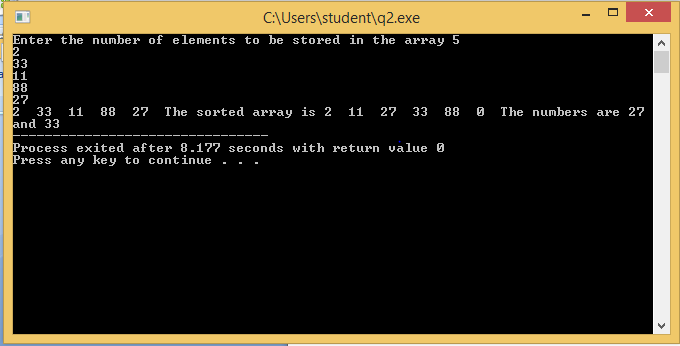 C:\Users\student\q2.exe
Enter the number of elements to be stored in the array 5
2
33
11
88
27
2  33  11  88  27  The sorted array is 2  11  27  33  88  0  The numbers are 27
and 33
--------------------------------
Process exited after 8.177 seconds with return value 0
Press any key to continue . . .